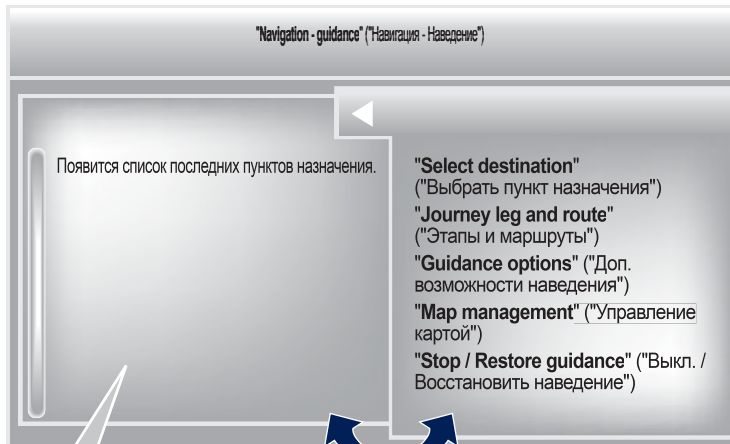 "Navigation - guidance" ("Навигация - Наведение")
Появится список последних пунктов назначения.
"Select destination"
("Выбрать пункт назначения")
"Journey leg and route"
("Этапы и маршруты")
"Guidance options" ("Доп.
возможности наведения")
"Map management" ("Управление
картой")
"Stop / Restore guidance" ("Выкл. /
Восстановить наведение")